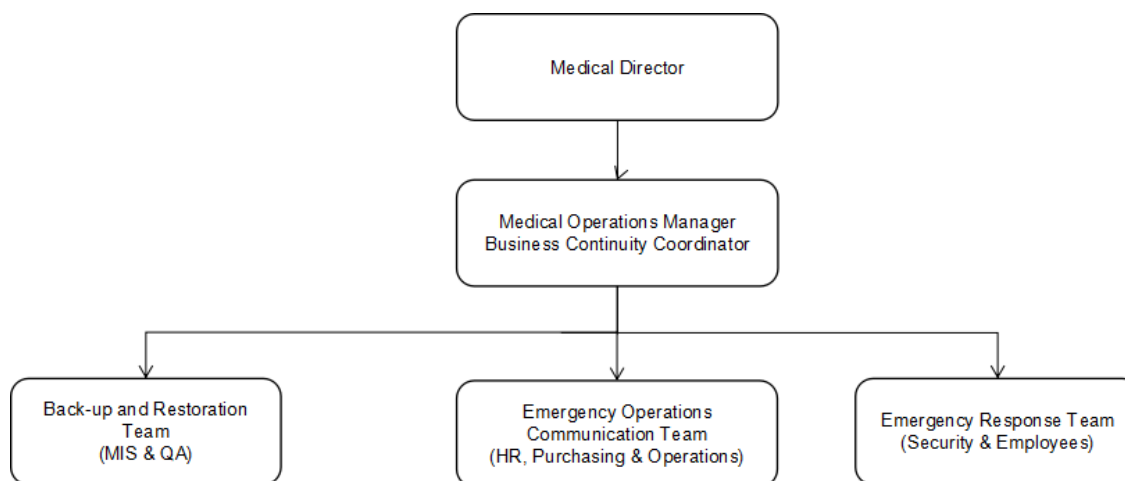 Medical Director
Medical Operations Manager
Business Continuity Coordinator
Back-up and Restoration
Team
(MIS & QA)
Emergency Operations
Communication Team
(HR, Purchasing & Operations)
Emergency Response Team
(Security & Employees)